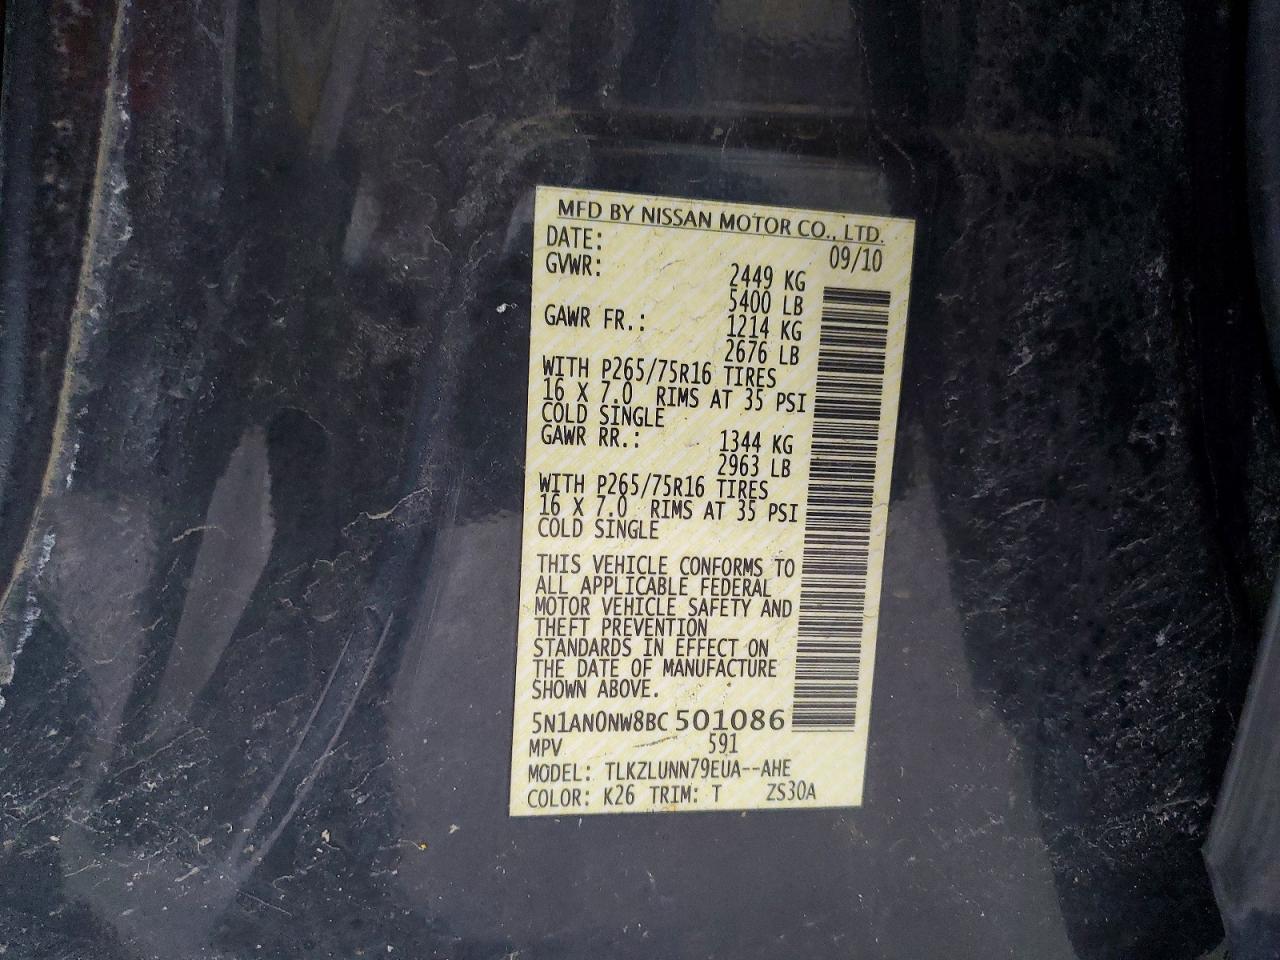 MFD BY NISSAN MOTOR CO., LTD.
DATE: 09/10
GVWR: 2449 KG
5400 LB
GAWR FR.: 1214 KG
2676 LB
WITH P265/75R16 TIRES
16 X 7.0 RIMS AT 35 PSI
COLD SINGLE
GAWR RR.: 1344 KG
2963 LB
WITH P265/75R16 TIRES
16 X 7.0 RIMS AT 35 PSI
COLD SINGLE
THIS VEHICLE CONFORMS TO
ALL APPLICABLE FEDERAL
MOTOR VEHICLE SAFETY AND
THEFT PREVENTION
STANDARDS IN EFFECT ON
THE DATE OF MANUFACTURE
SHOWN ABOVE.
5N1AN0NW8BC501086
MPV 591
MODEL: TLKZLUNN79EUA--AHE
COLOR: K26 TRIM: T ZS30A